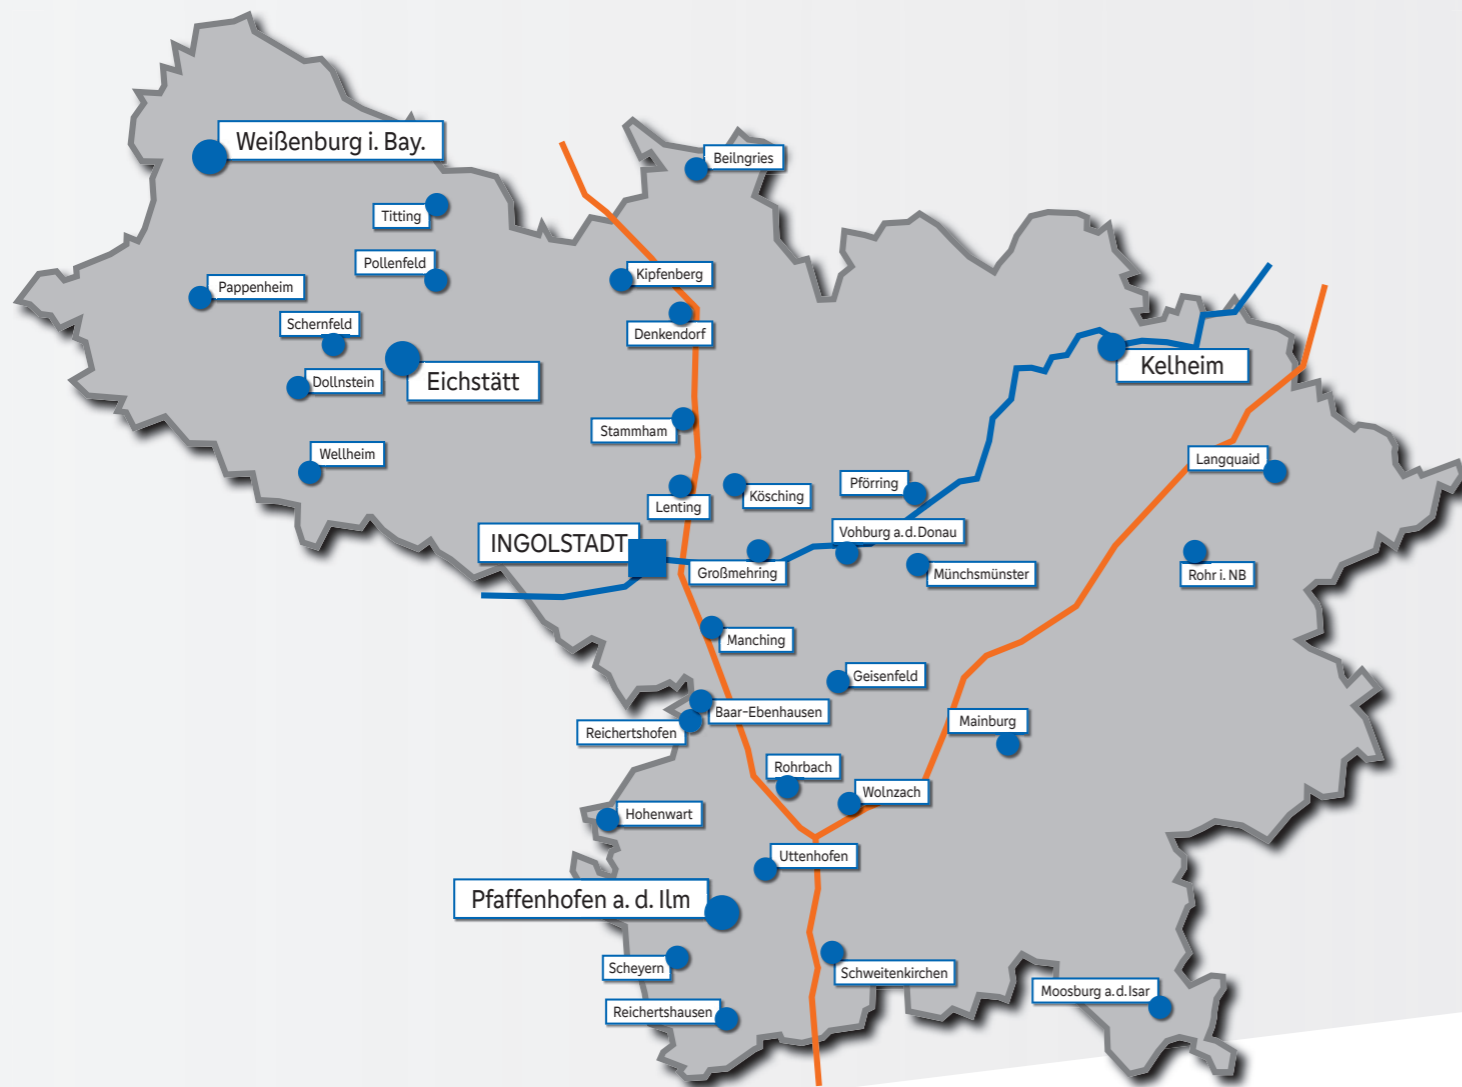 Weißenburg i. Bay.
Beilngries
Titting
Pollenfeld
Kipfenberg
Pappenheim
Schernfeld
Denkendorf
Kelheim
Dollnstein
Eichstätt
Stammham
Wellheim
Langquaid
Pförring
Kösching
Lenting
Vohburg a.d.Donau
INGOLSTADT
Großmehring
Münchsmünster
Rohr i. NB
Manching
Geisenfeld
Baar-Ebenhausen
Mainburg
Reichertshofen
Rohrbach
Wolnzach
Hohenwart
Uttenhofen
Pfaffenhofen a. d. Ilm
Scheyern
Schweitenkirchen
Moosburg a.d.Isar
Reichertshausen